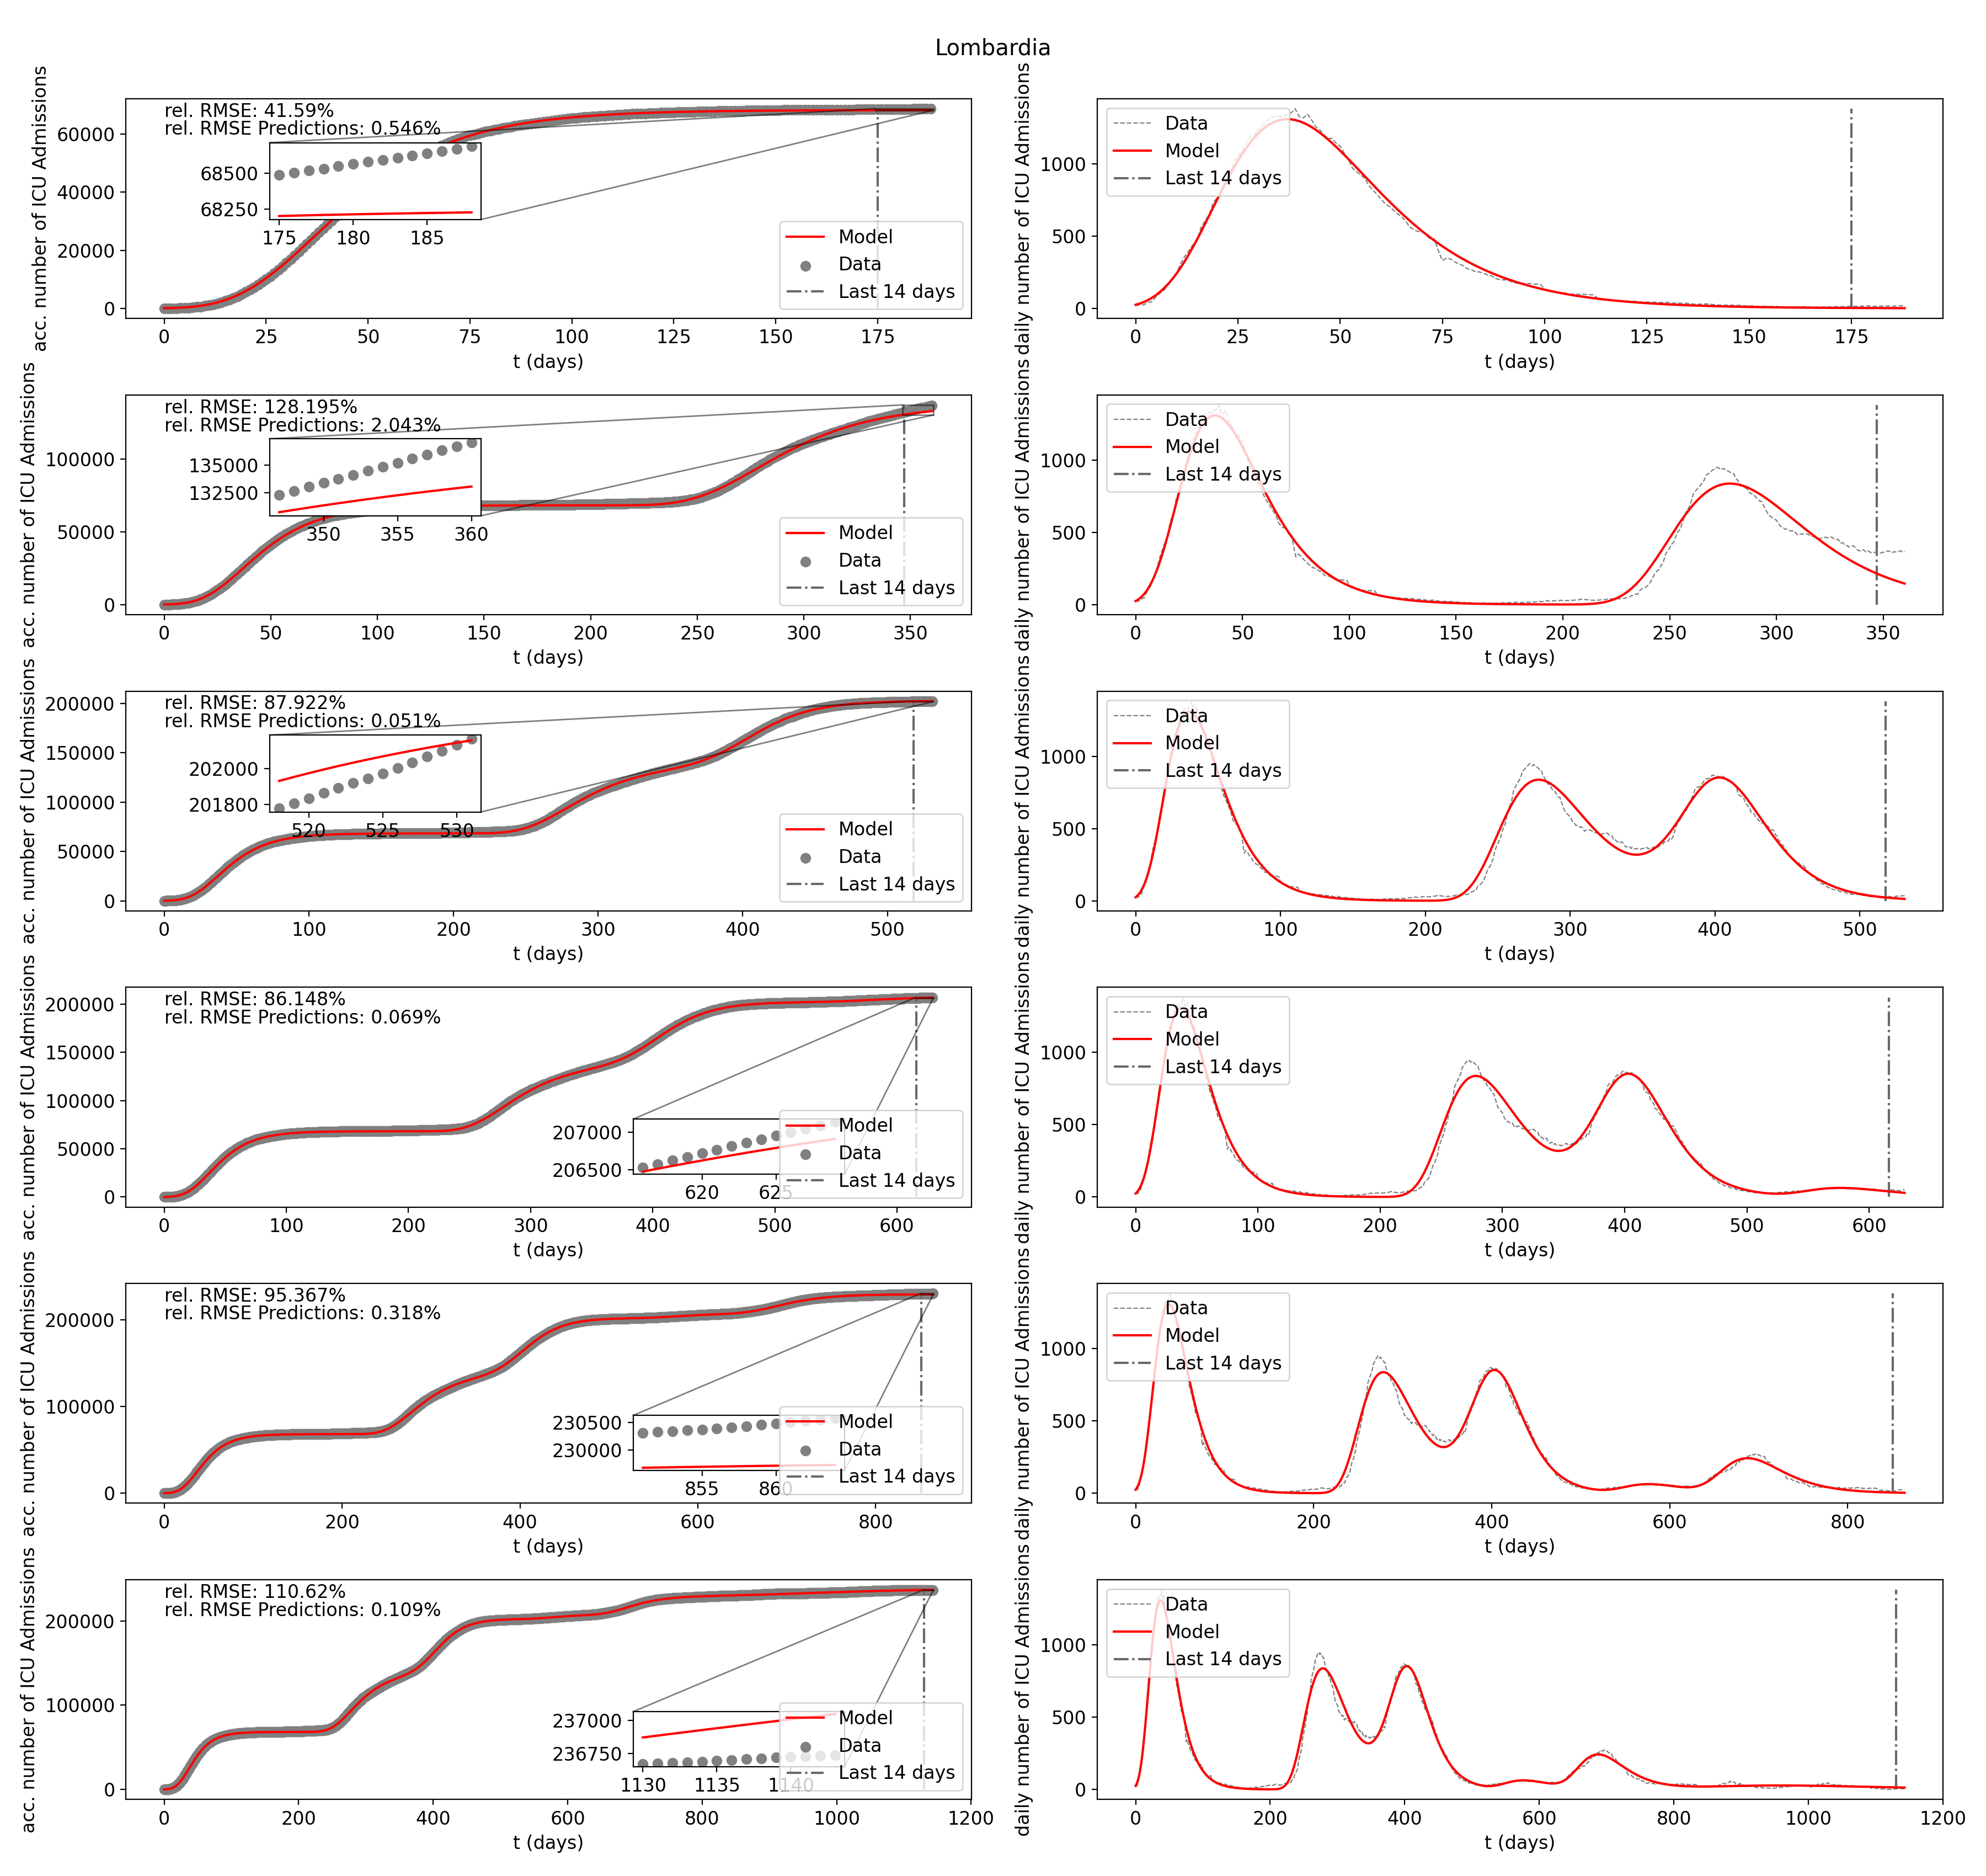 Lombardia
acc. number of ICU Admissions
rel. RMSE: 41.59%
rel. RMSE Predictions: 0.546%
60000
40000
20000
0
68500
68250
175 180 185
Model
Data
Last 14 days
0 25 50 75 100 125 150 175
t (days)
daily number of ICU Admissions
1000
500
0
Data
Model
Last 14 days
0 25 50 75 100 125 150 175
t (days)
acc. number of ICU Admissions
rel. RMSE: 128.195%
rel. RMSE Predictions: 2.043%
100000
50000
0
135000
132500
350 355 360
Model
Data
Last 14 days
0 50 100 150 200 250 300 350
t (days)
daily number of ICU Admissions
1000
500
0
Data
Model
Last 14 days
0 50 100 150 200 250 300 350
t (days)
acc. number of ICU Admissions
rel. RMSE: 87.922%
rel. RMSE Predictions: 0.051%
200000
150000
100000
50000
0
202000
201800
520 525 530
Model
Data
Last 14 days
0 100 200 300 400 500
t (days)
daily number of ICU Admissions
1000
500
0
Data
Model
Last 14 days
0 100 200 300 400 500
t (days)
acc. number of ICU Admissions
rel. RMSE: 86.148%
rel. RMSE Predictions: 0.069%
200000
150000
100000
50000
0
207000
206500
620 625
Model
Data
Last 14 days
0 100 200 300 400 500 600
t (days)
daily number of ICU Admissions
1000
500
0
Data
Model
Last 14 days
0 100 200 300 400 500 600
t (days)
acc. number of ICU Admissions
rel. RMSE: 95.367%
rel. RMSE Predictions: 0.318%
200000
100000
0
230500
230000
855 860
Model
Data
Last 14 days
0 200 400 600 800
t (days)
daily number of ICU Admissions
1000
500
0
Data
Model
Last 14 days
0 200 400 600 800
t (days)
acc. number of ICU Admissions
rel. RMSE: 110.62%
rel. RMSE Predictions: 0.109%
200000
100000
0
237000
236750
1130 1135 1140
Model
Data
Last 14 days
0 200 400 600 800 1000 1200
t (days)
daily number of ICU Admissions
1000
500
0
Data
Model
Last 14 days
0 200 400 600 800 1000 1200
t (days)